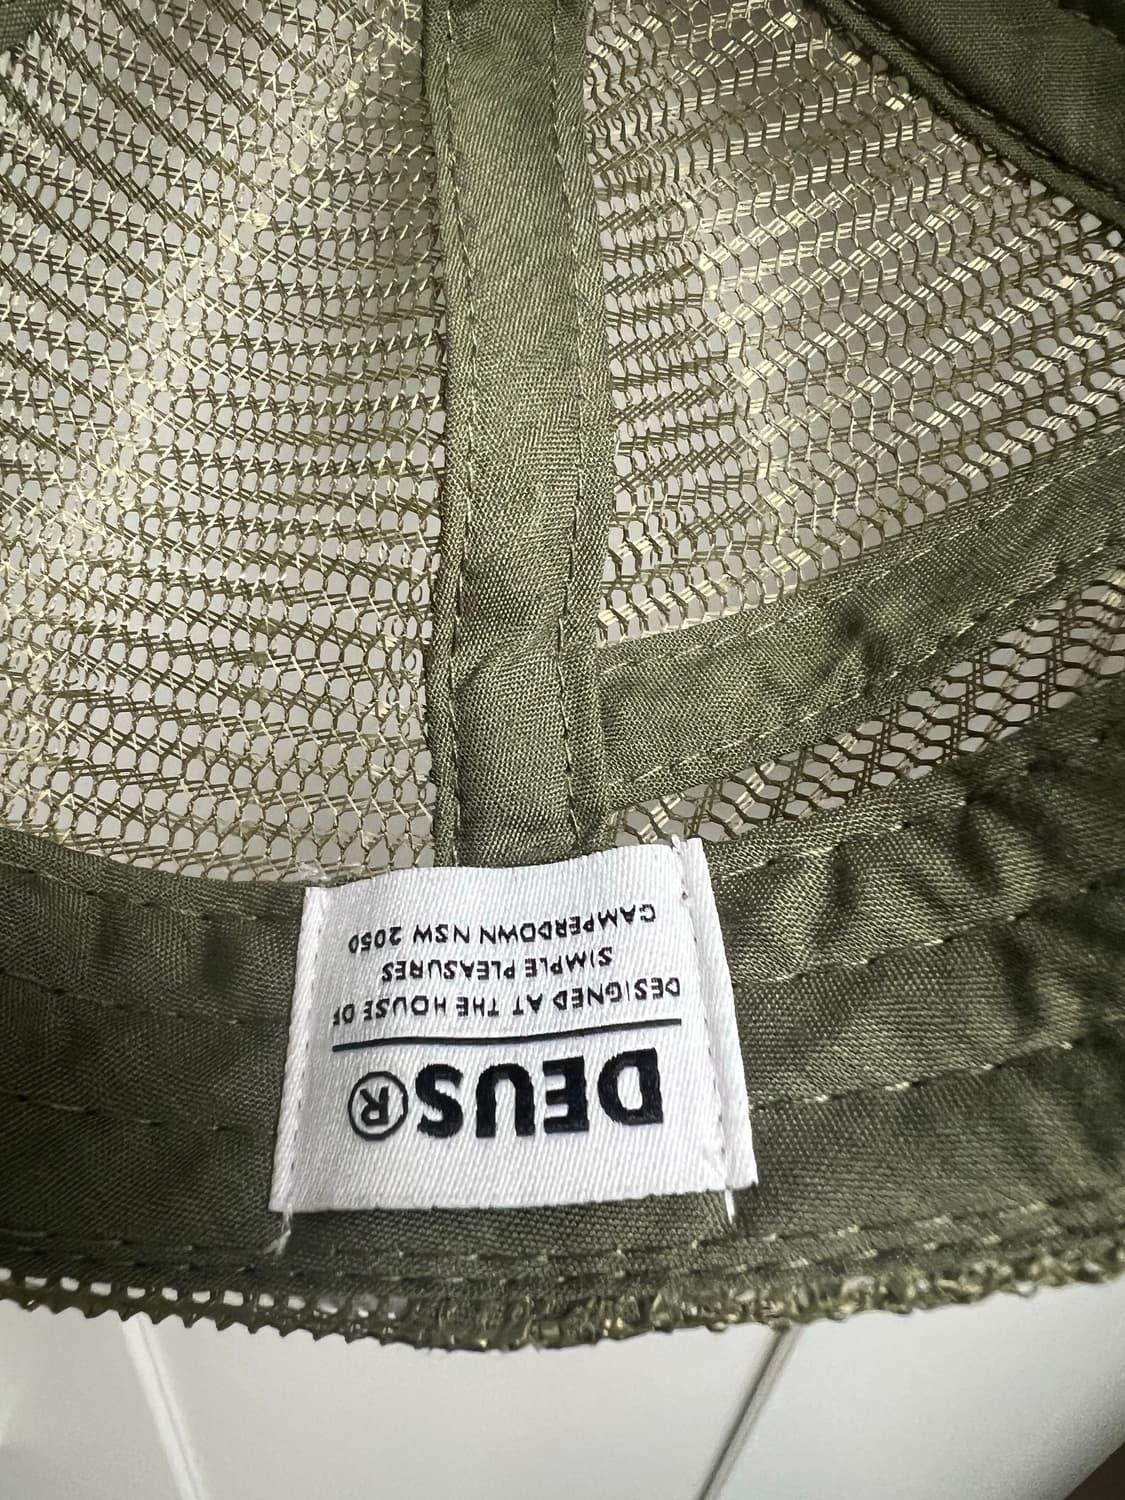 DEUS®
DESIGNED AT THE HOUSE OF
SIMPLE PLEASURES
CAMPERDOWN NSW 2050